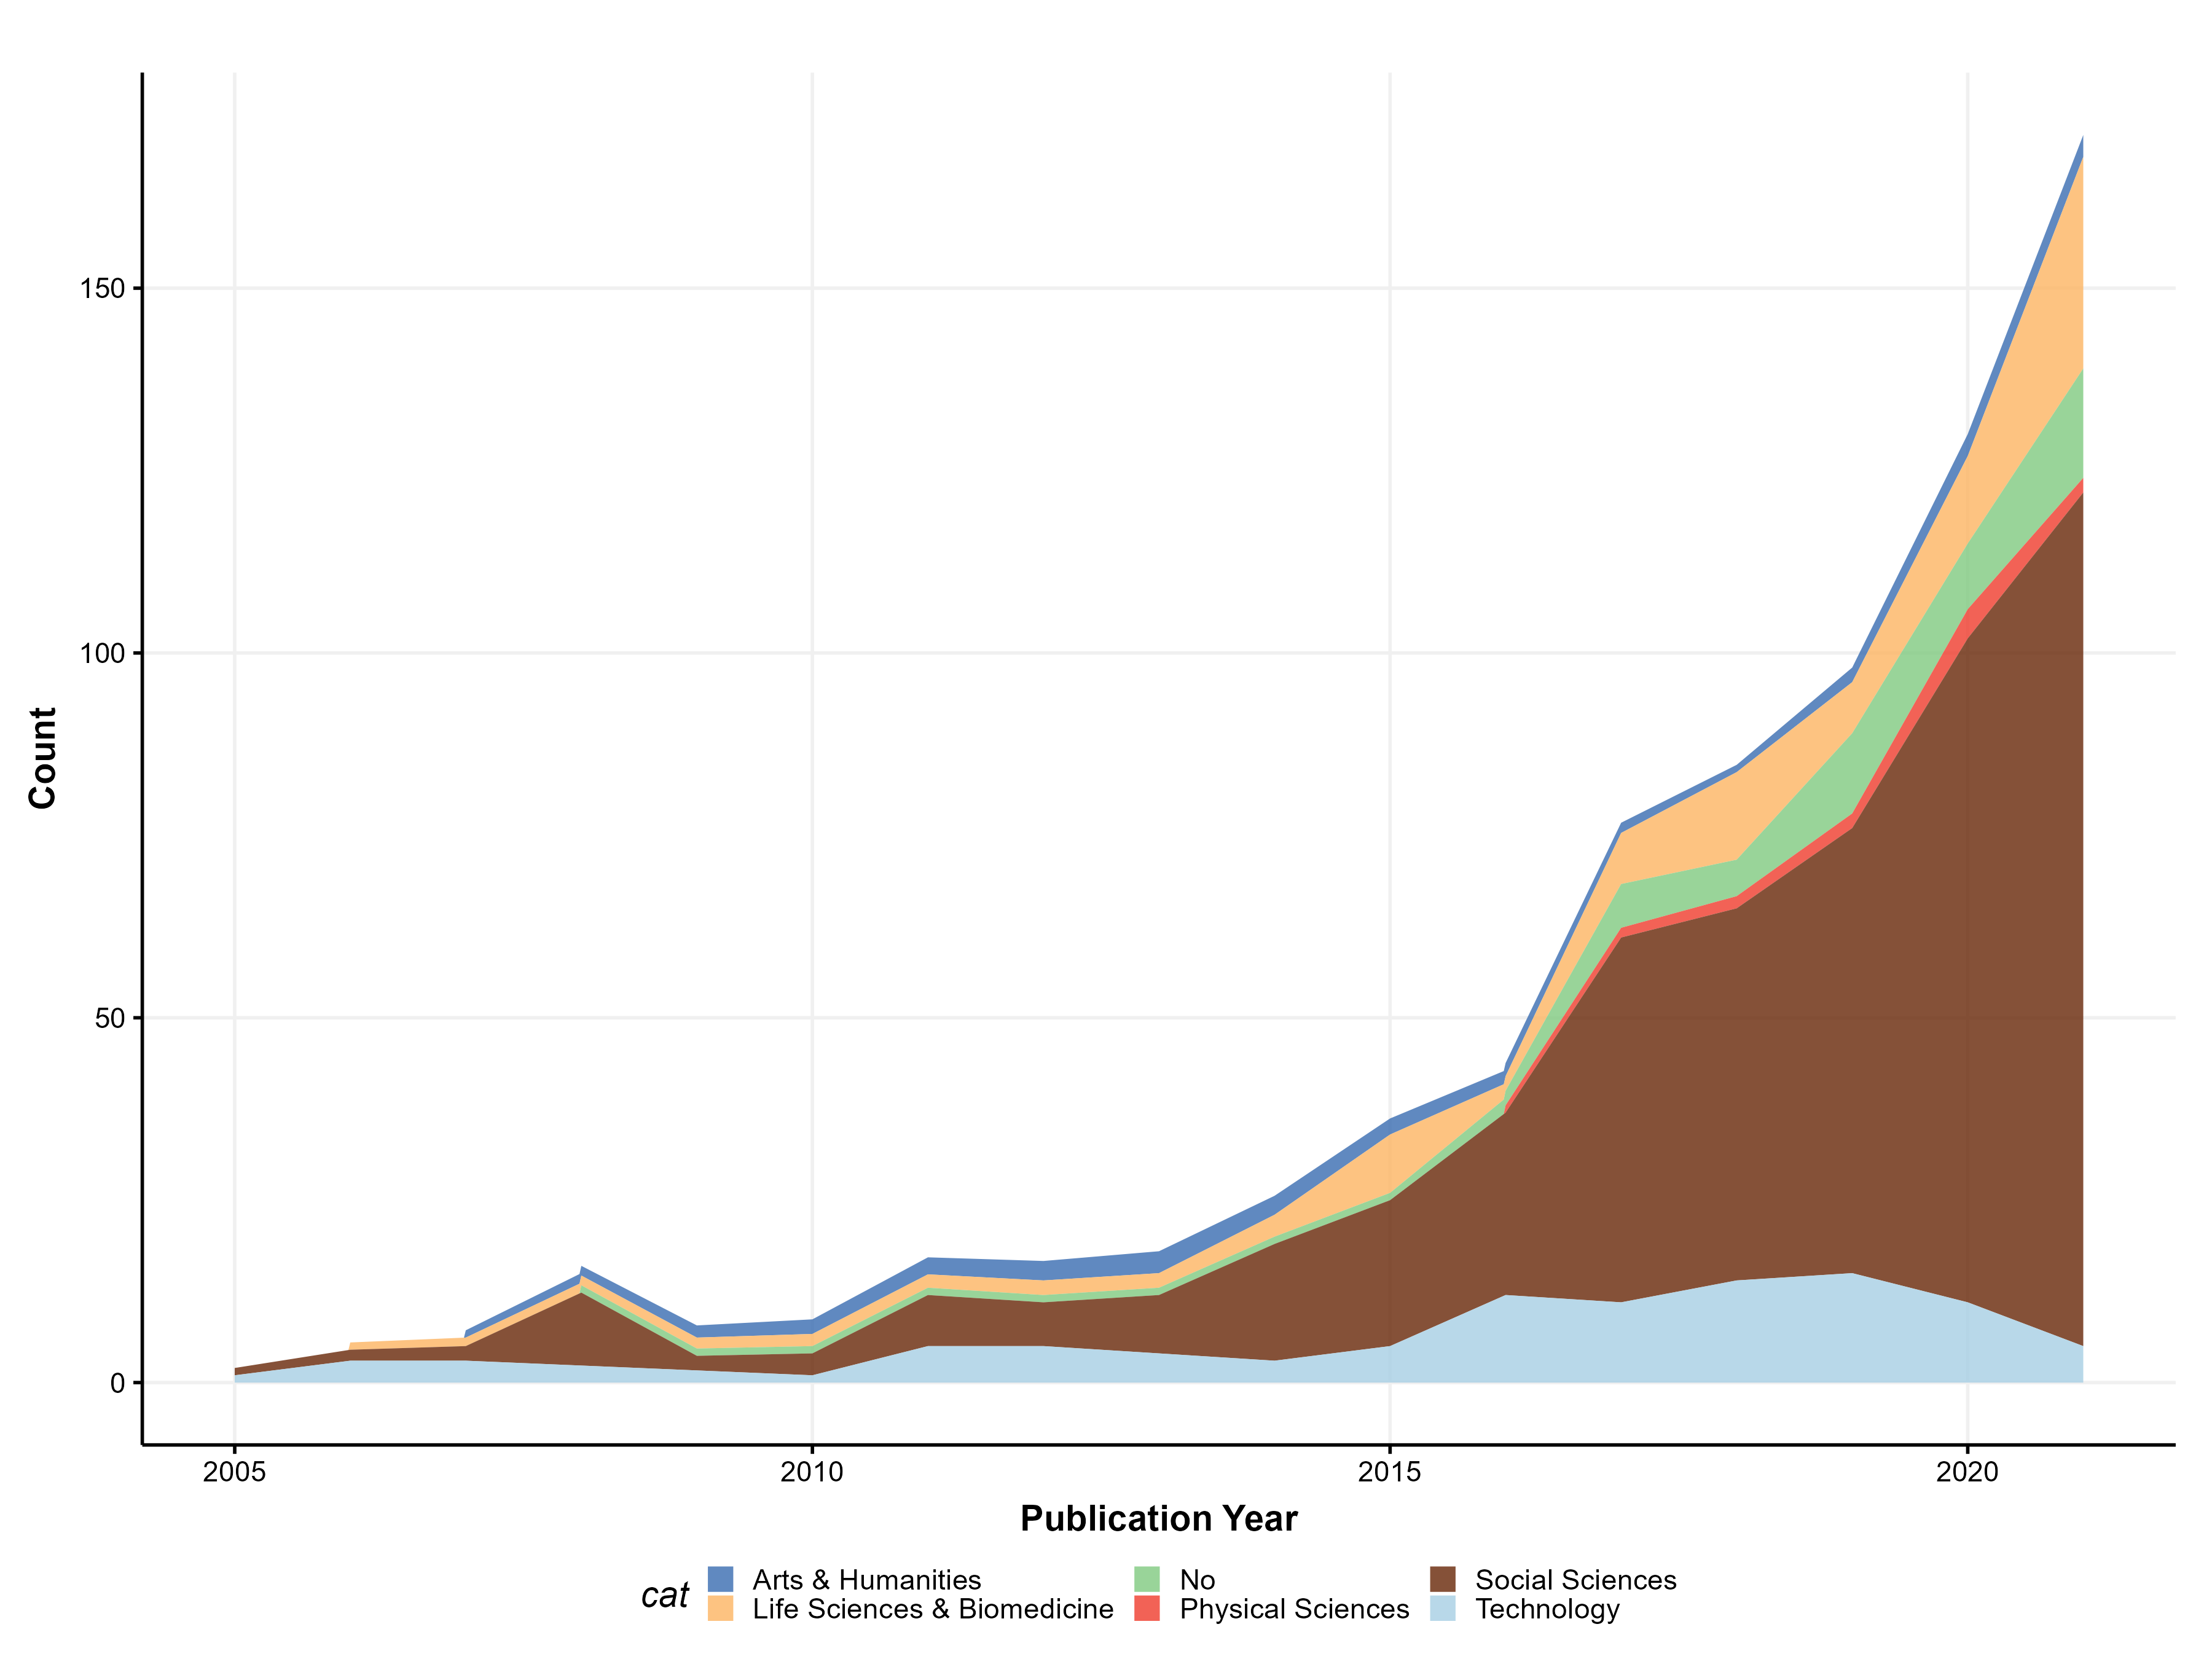 150
100
50
0
Count
2005 2010 2015 2020
Publication Year
cat
Arts & Humanities No Social Sciences
Life Sciences & Biomedicine Physical Sciences Technology